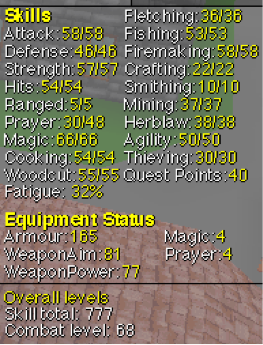 Skills Fletching:36/36
Attack:58/58 Fishing:53/53
Defense:46/46 Firemaking:58/58
Strength:57/57 Crafting:22/22
Hits:54/54 Smithing:10/10
Ranged:5/5 Mining:37/37
Prayer:30/48 Herblaw:38/38
Magic:66/66 Agility:50/50
Cooking:54/54 Thieving:30/30
Woodcut:55/55 Quest Points:40
Fatigue: 32%
Equipment Status
Armour:165 Magic:4
WeaponAim:81 Prayer:4
WeaponPower:77
Overall levels
Skill total: 777
Combat level: 68